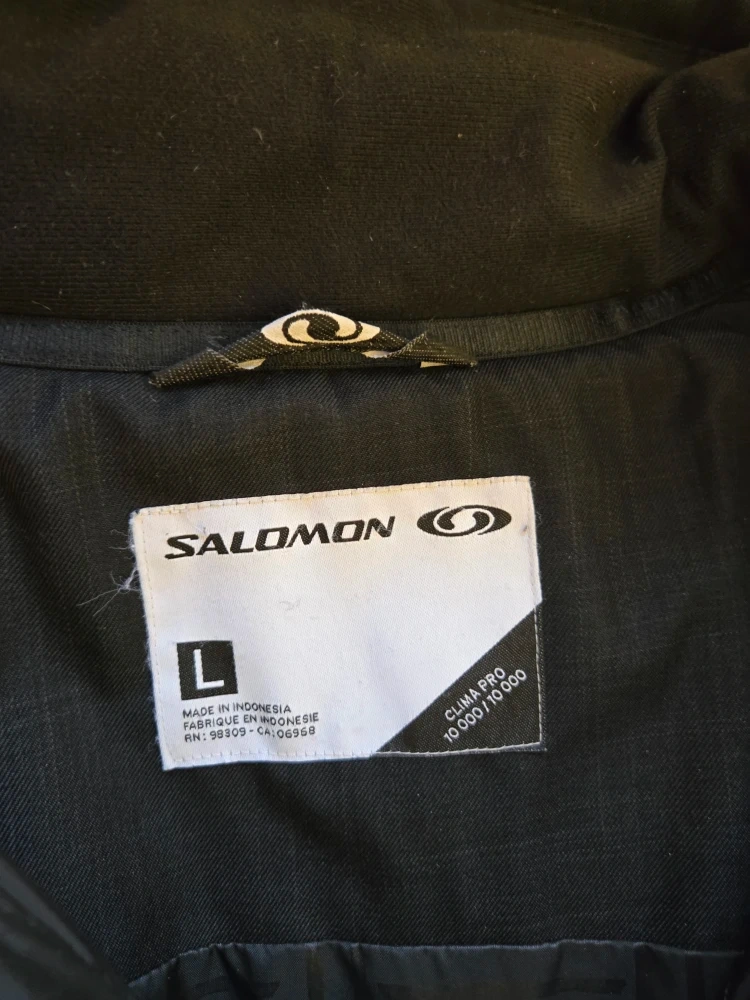 SALOMON
L
MADE IN INDONESIA
FABRIQUE EN INDONESIE
RN: 98309 - CA: 06968
CLIMA PRO
10 000 / 10 000